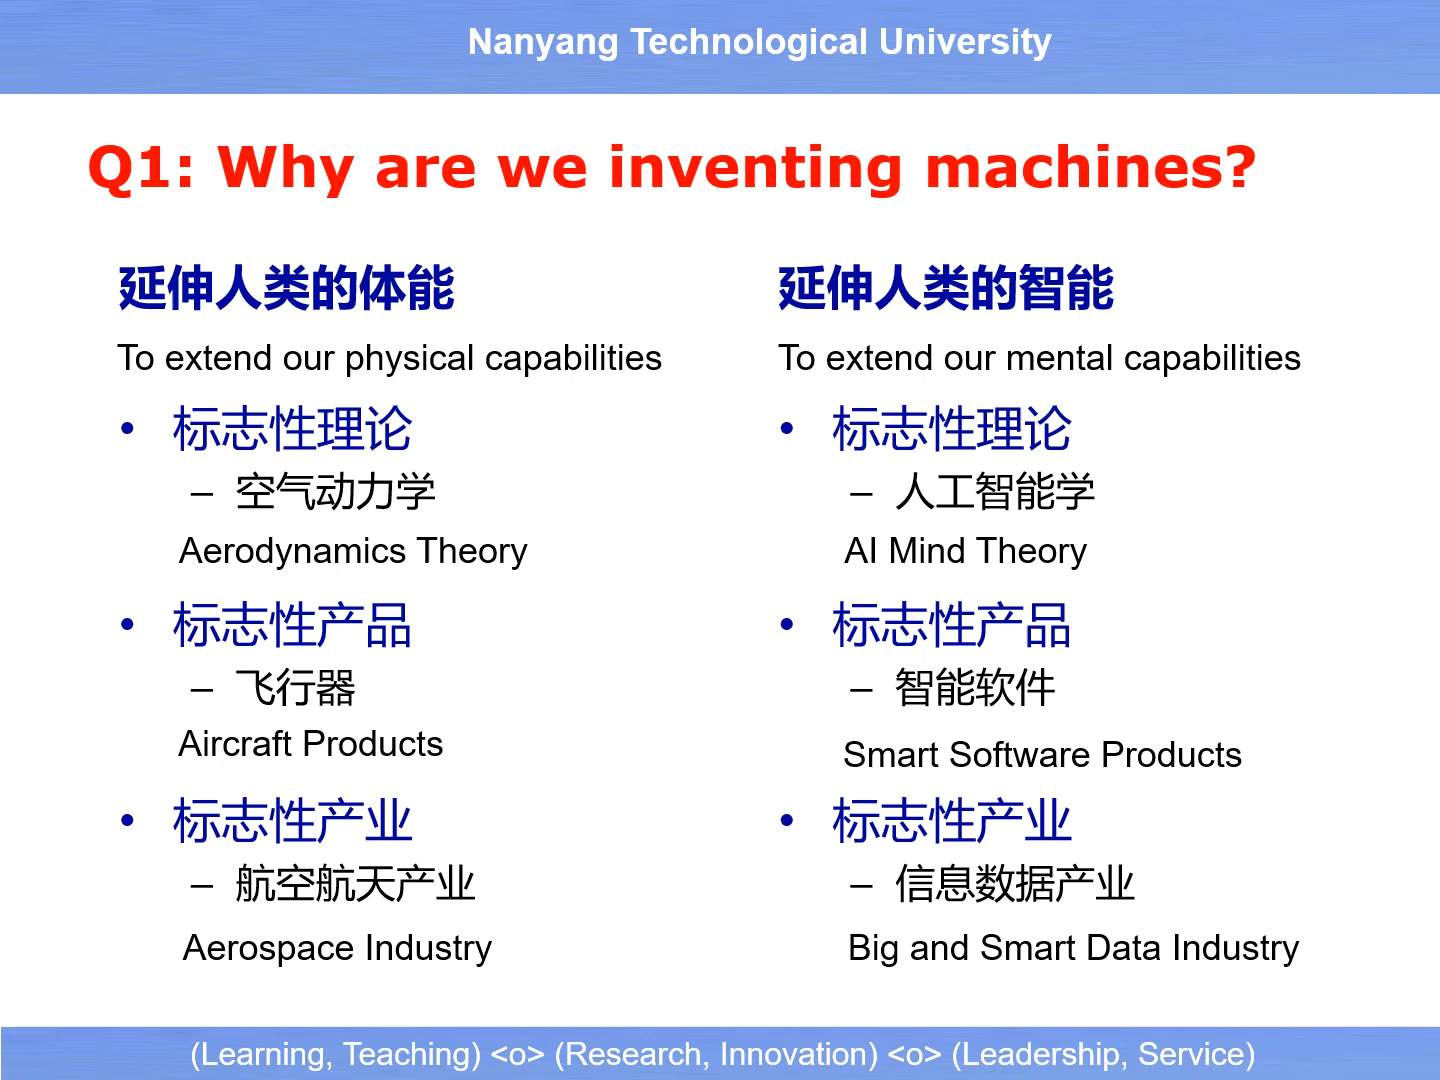 Nanyang Technological University
Q1: Why are we inventing machines?
延伸人类的体能
To extend our physical capabilities
• 标志性理论
– 空气动力学
Aerodynamics Theory
• 标志性产品
– 飞行器
Aircraft Products
• 标志性产业
– 航空航天产业
Aerospace Industry
延伸人类的智能
To extend our mental capabilities
• 标志性理论
– 人工智能学
AI Mind Theory
• 标志性产品
– 智能软件
Smart Software Products
• 标志性产业
– 信息数据产业
Big and Smart Data Industry
(Learning, Teaching) <o> (Research, Innovation) <o> (Leadership, Service)